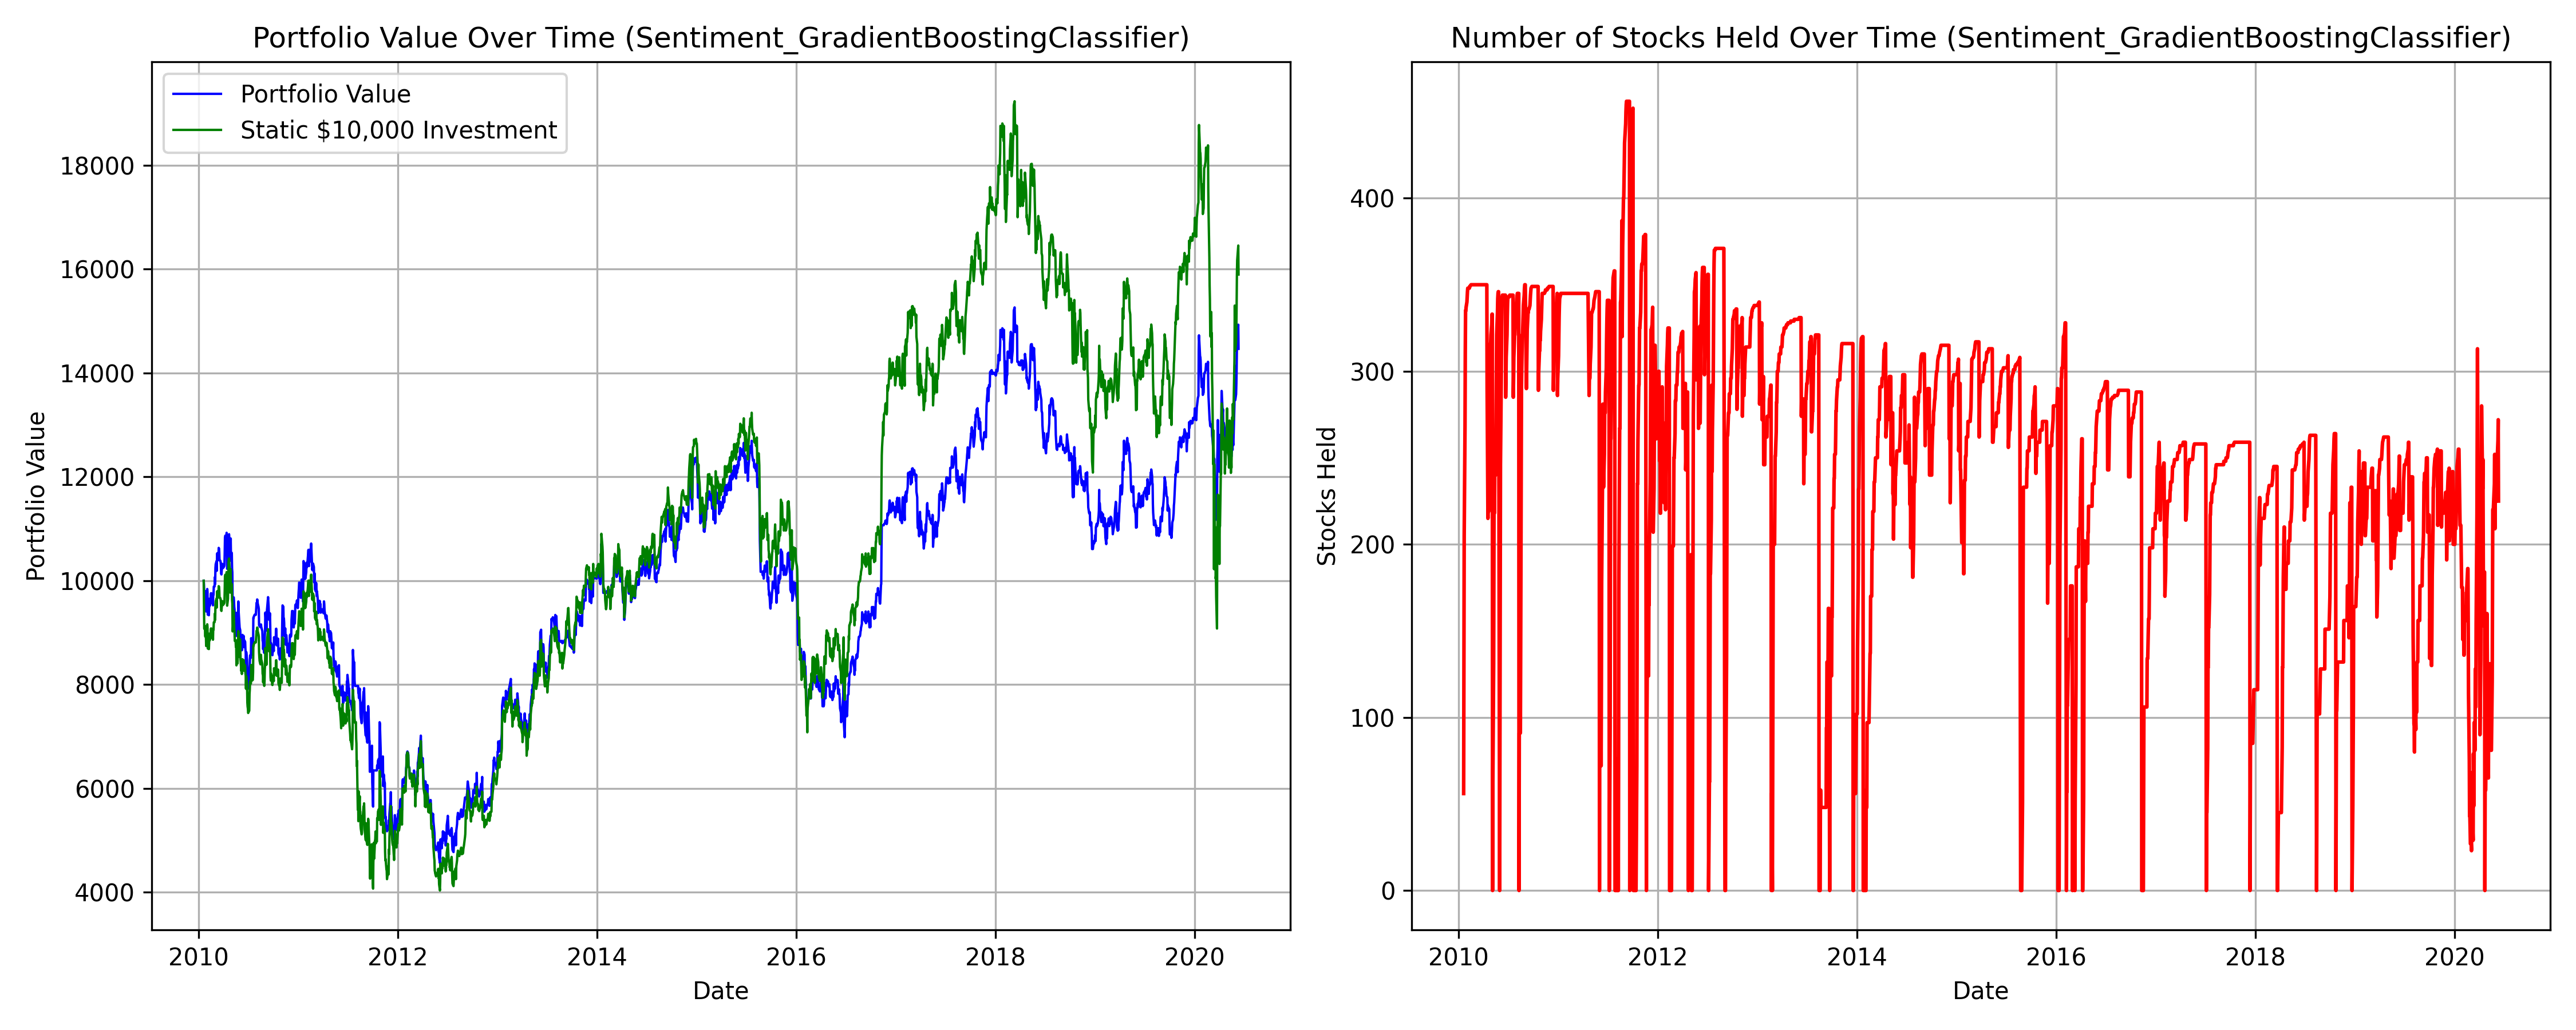 Portfolio Value Over Time (Sentiment_GradientBoostingClassifier)
Portfolio Value
Static $10,000 Investment
18000
16000
14000
12000
10000
8000
6000
4000
Portfolio Value
2010 2012 2014 2016 2018 2020
Date
Number of Stocks Held Over Time (Sentiment_GradientBoostingClassifier)
400
300
200
100
0
Stocks Held
2010 2012 2014 2016 2018 2020
Date